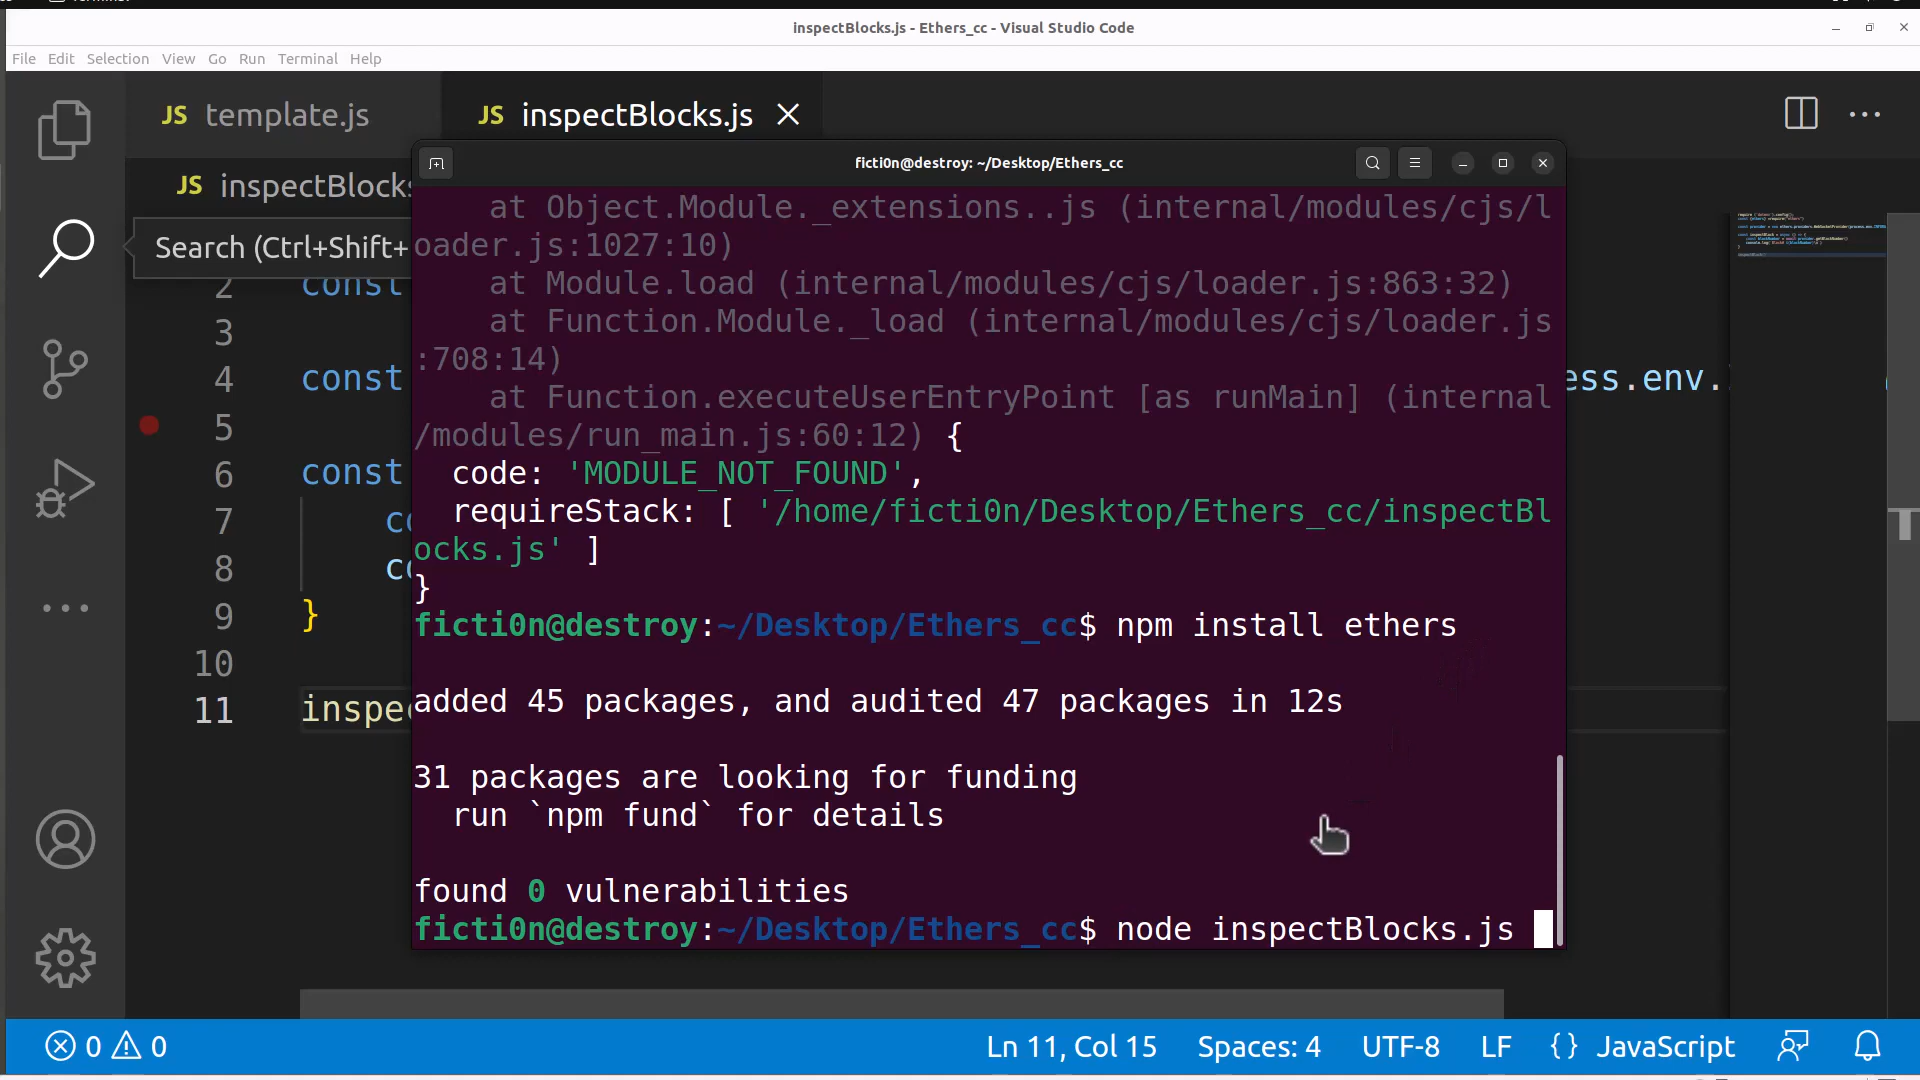 inspectBlocks.js - Ethers_cc - Visual Studio Code
File Edit Selection View Go Run Terminal Help
JS template.js
JS inspectBlocks.js
ficti0n@destroy: ~/Desktop/Ethers_cc
JS inspectBlocks
Search (Ctrl+Shift+
at Object.Module._extensions..js (internal/modules/cjs/l
oader.js:1027:10)
at Module.load (internal/modules/cjs/loader.js:863:32)
at Function.Module._load (internal/modules/cjs/loader.js
:708:14)
at Function.executeUserEntryPoint [as runMain] (internal
/modules/run_main.js:60:12) {
code: 'MODULE_NOT_FOUND',
requireStack: [ '/home/ficti0n/Desktop/Ethers_cc/inspectBl
ocks.js' ]
}
ficti0n@destroy:~/Desktop/Ethers_cc$ npm install ethers
added 45 packages, and audited 47 packages in 12s
31 packages are looking for funding
run `npm fund` for details
found 0 vulnerabilities
ficti0n@destroy:~/Desktop/Ethers_cc$ node inspectBlocks.js
2 const
3
4 const ess.env.
5
6 const
7 co
8 co
9 }
10
11 inspec
0 0
Ln 11, Col 15 Spaces: 4 UTF-8 LF {} JavaScript